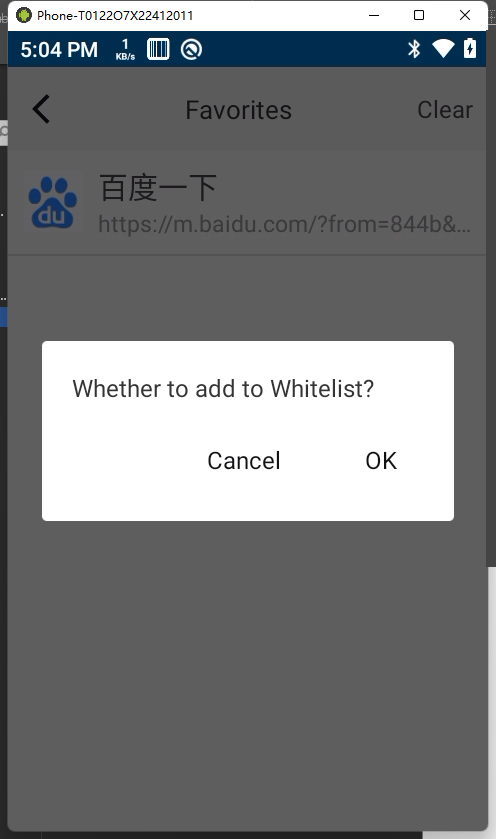 Phone-T0122O7X22412011
5:04 PM
1
KB/s
Favorites
Clear
du
百度一下
https://m.baidu.com/?from=844b&...
Whether to add to Whitelist?
Cancel
OK